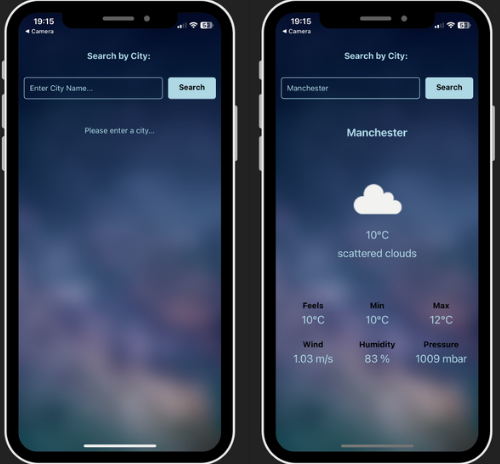 19:15
◄ Camera
63
Search by City:
Enter City Name...
Search
Please enter a city...
19:15
◄ Camera
63
Search by City:
Manchester
Search
Manchester
10°C
scattered clouds
Feels Min Max
10°C 10°C 12°C
Wind Humidity Pressure
1.03 m/s 83 % 1009 mbar